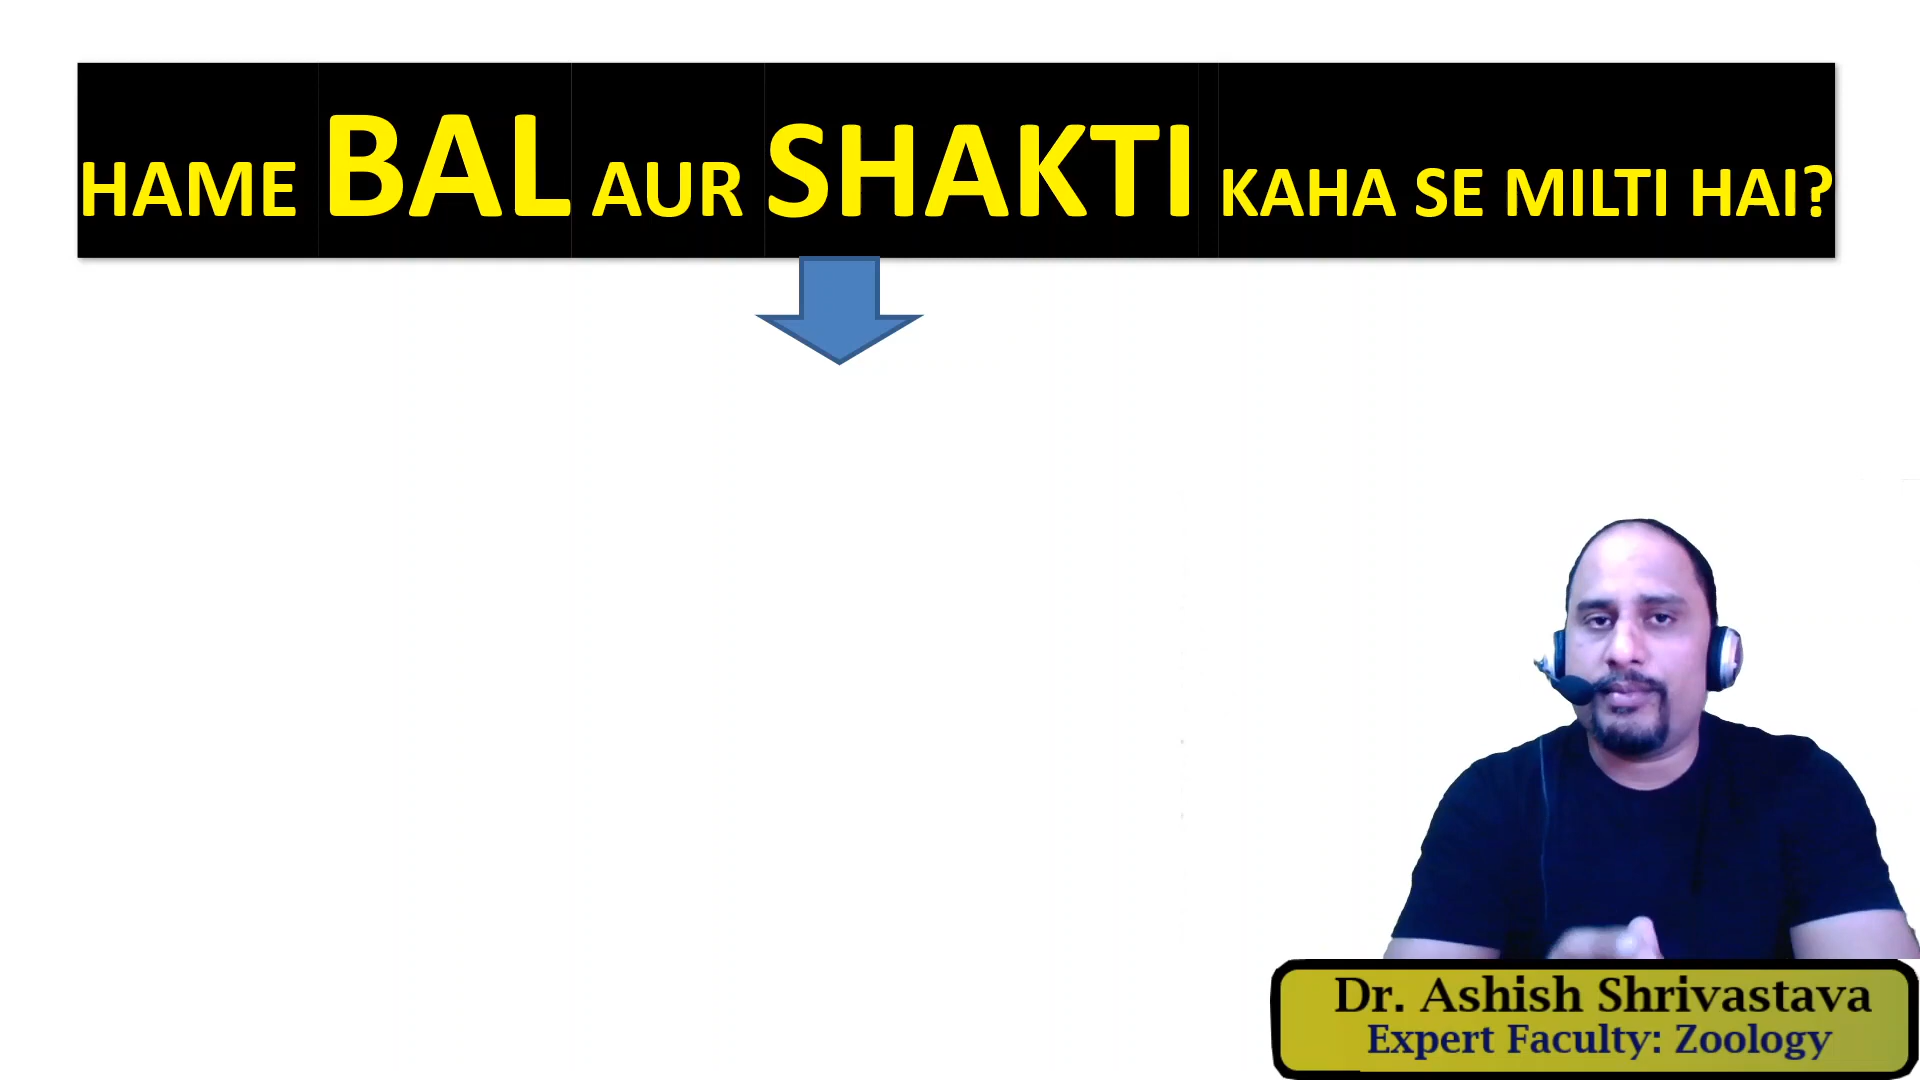 HAME BAL AUR SHAKTI KAHA SE MILTI HAI?
Dr. Ashish Shrivastava
Expert Faculty: Zoology